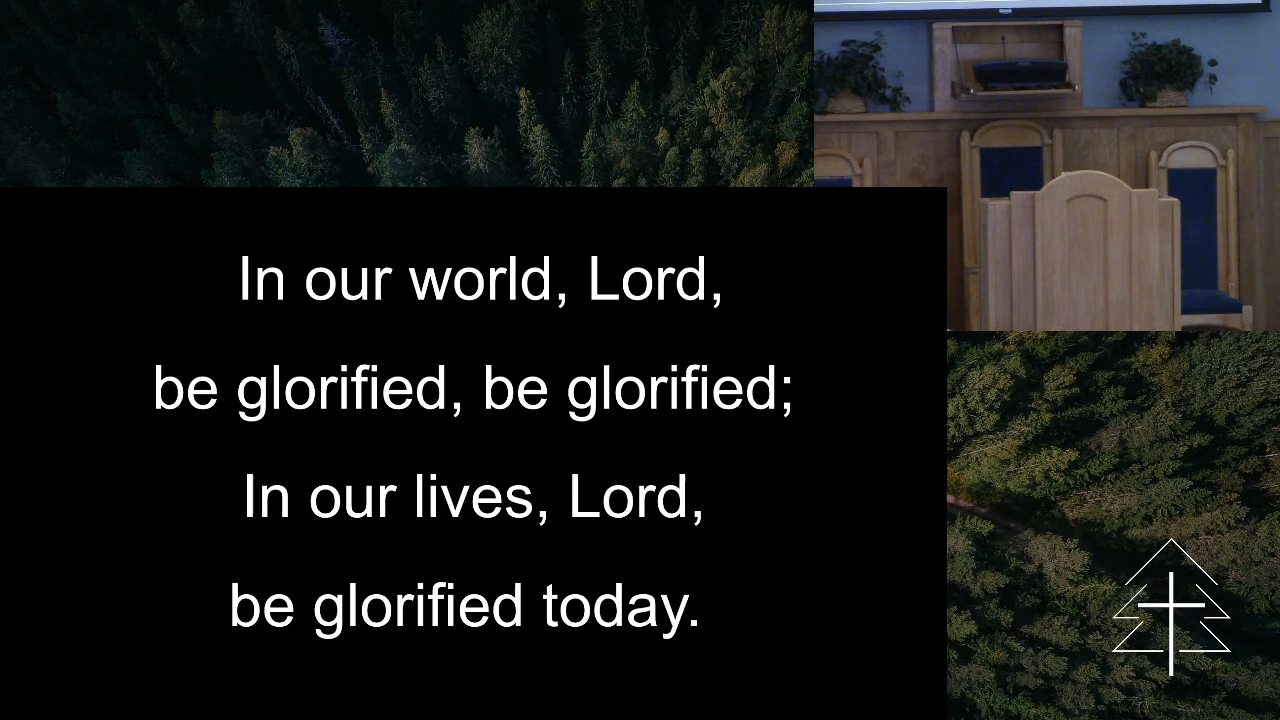 In our world, Lord,
be glorified, be glorified;
In our lives, Lord,
be glorified today.